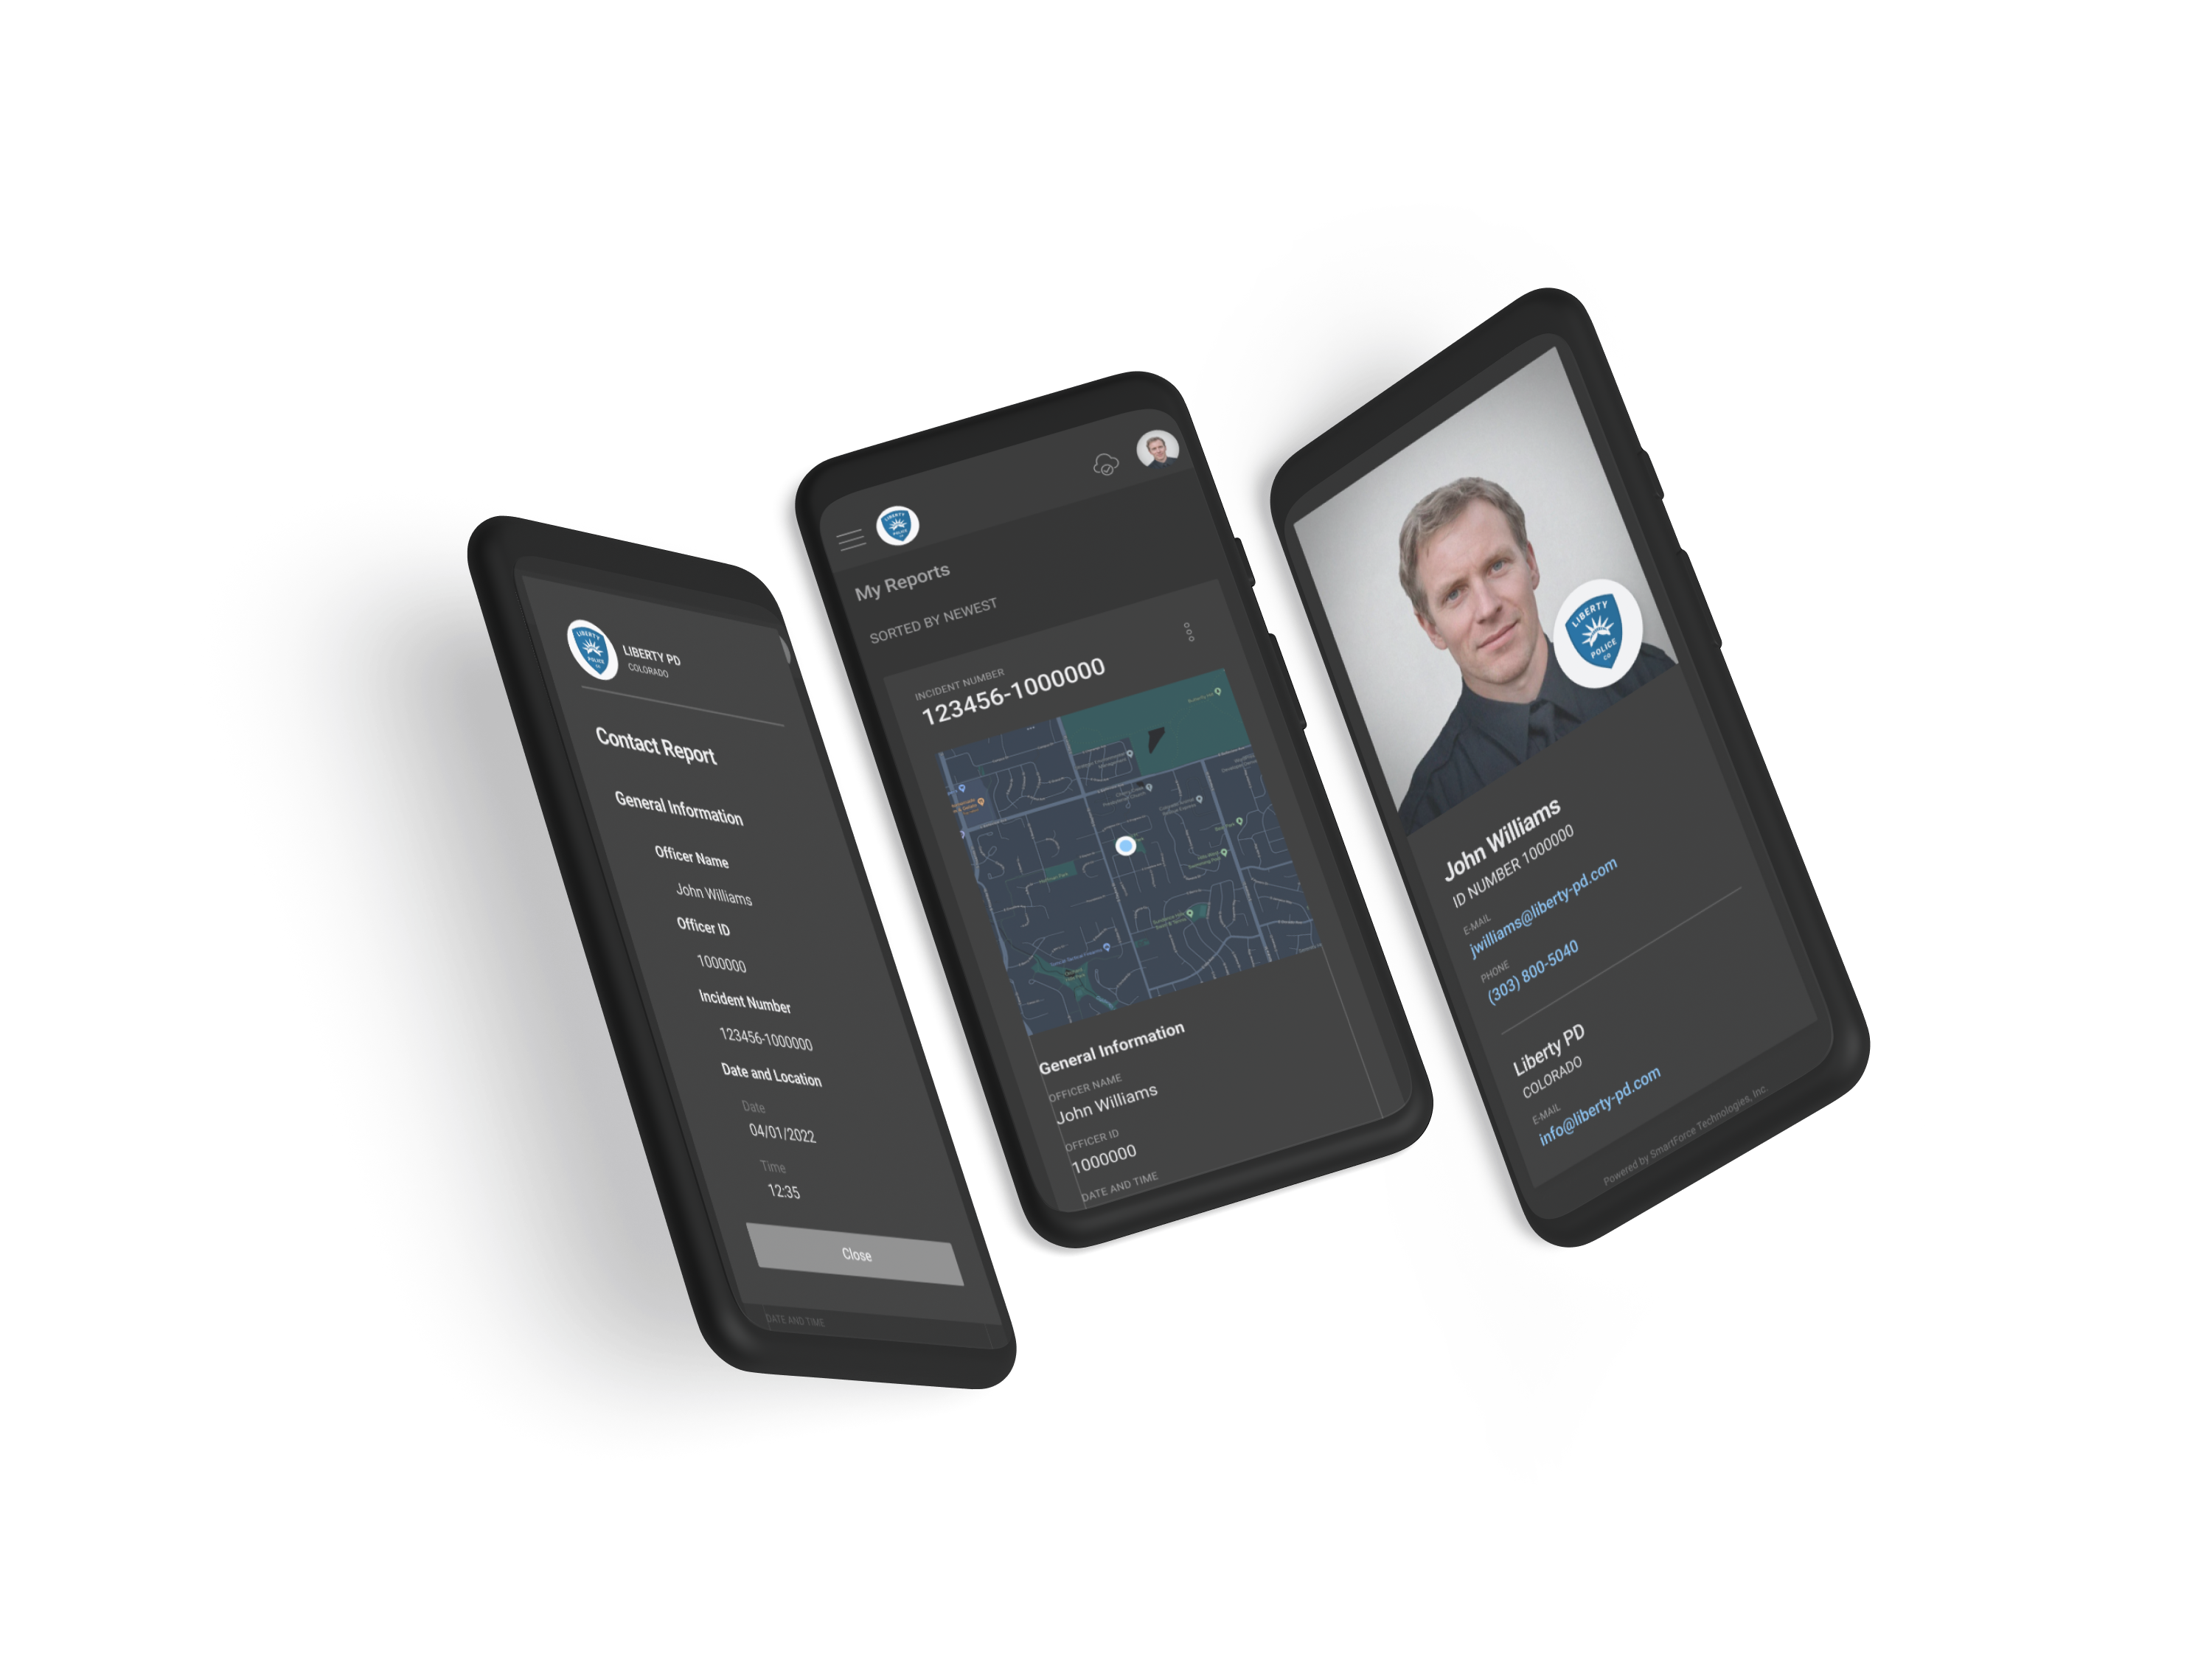 LIBERTY
POLICE
CO
LIBERTY PD
COLORADO
Contact Report
General Information
Officer Name
John Williams
Officer ID
1000000
Incident Number
123456-1000000
Date and Location
Date
04/01/2022
Time
12:35
Close
DATE AND TIME
LIBERTY
POLICE
My Reports
SORTED BY NEWEST
INCIDENT NUMBER
123456-1000000
General Information
OFFICER NAME
John Williams
OFFICER ID
1000000
DATE AND TIME
LIBERTY
POLICE
CO
John Williams
ID NUMBER 1000000
E-MAIL
jwilliams@liberty-pd.com
PHONE
(303) 800-5040
Liberty PD
COLORADO
E-MAIL
info@liberty-pd.com
Powered by SmartForce Technologies, Inc.